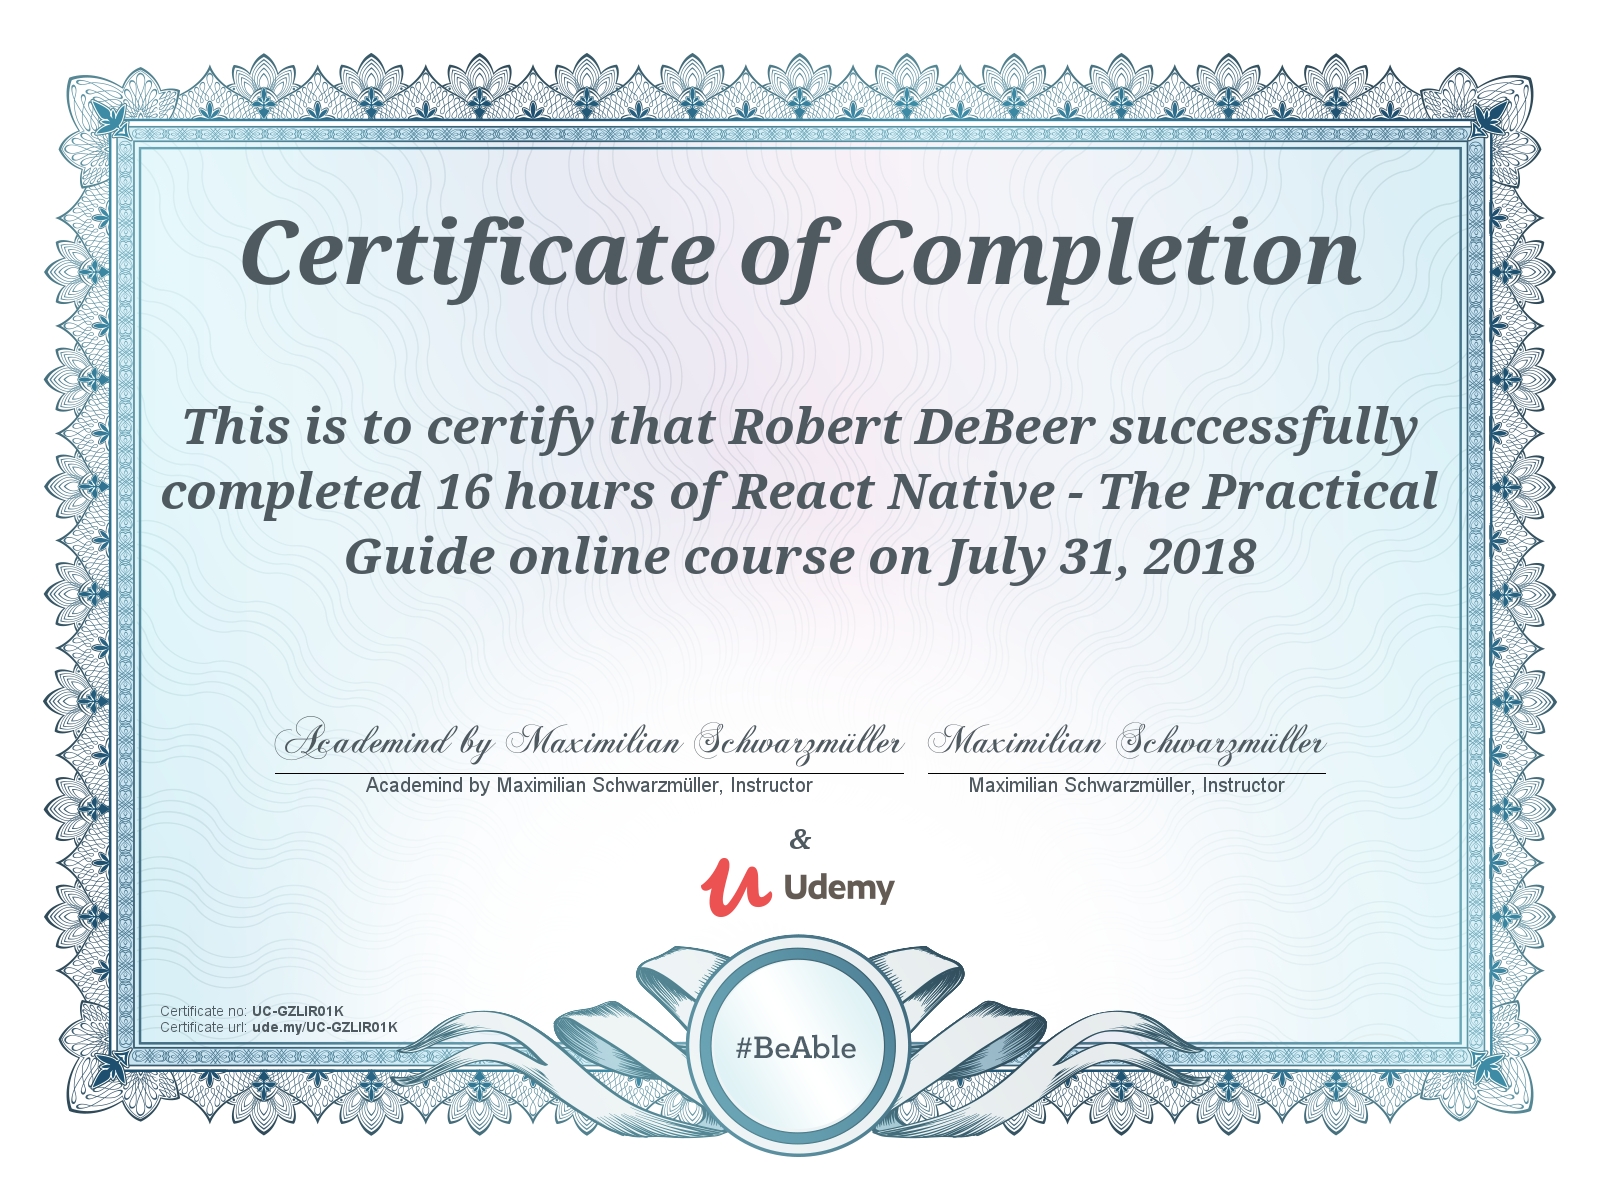 Certificate of Completion
This is to certify that Robert DeBeer successfully
completed 16 hours of React Native - The Practical
Guide online course on July 31, 2018
Academind by Maximilian Schwarzmüller
Academind by Maximilian Schwarzmüller, Instructor
Maximilian Schwarzmüller
Maximilian Schwarzmüller, Instructor
&
Udemy
#BeAble
Certificate no: UC-GZLIR01K
Certificate url: ude.my/UC-GZLIR01K